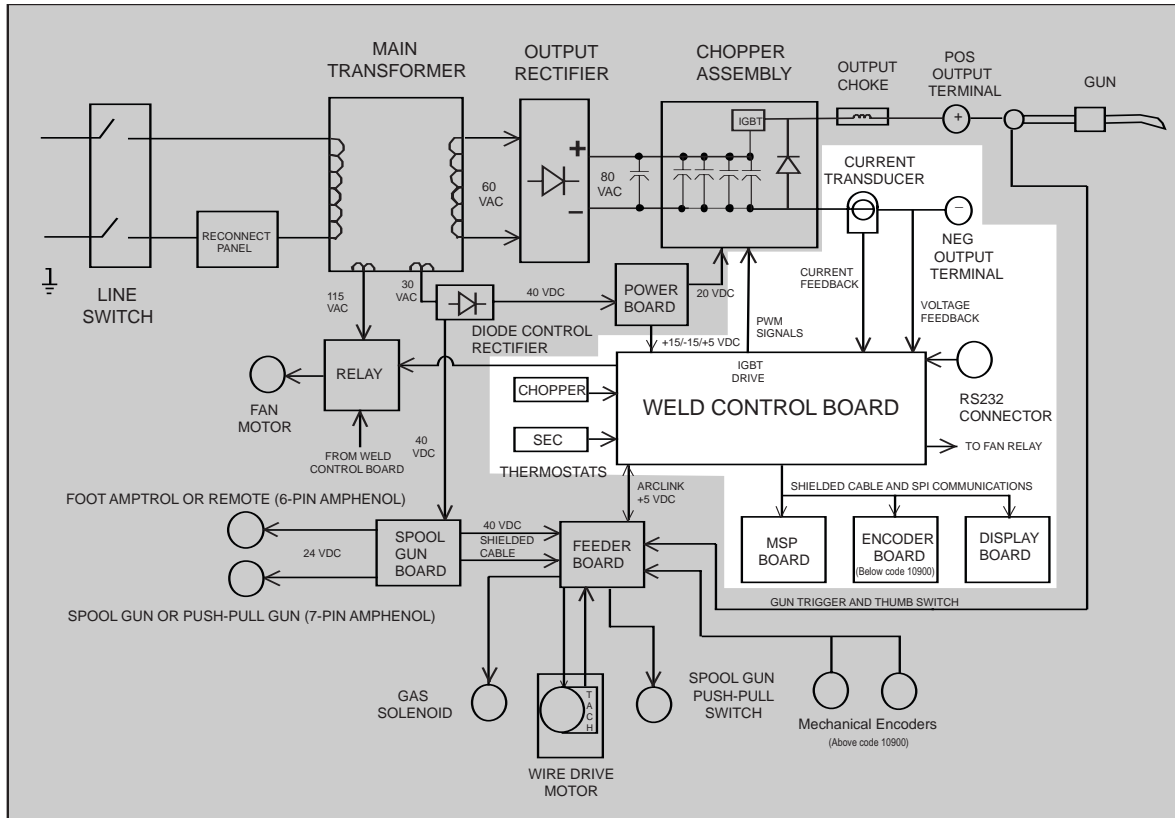 MAIN
TRANSFORMER
OUTPUT
RECTIFIER
CHOPPER
ASSEMBLY
OUTPUT
CHOKE
POS
OUTPUT
TERMINAL
GUN
IGBT
+
+
−
60
VAC
80
VAC
CURRENT
TRANSDUCER
−
NEG
OUTPUT
TERMINAL
RECONNECT
PANEL
LINE
SWITCH
115
VAC
30
VAC
40 VDC
POWER
BOARD
20 VDC
DIODE CONTROL
RECTIFIER
+15/-15/+5 VDC
PWM
SIGNALS
CURRENT
FEEDBACK
VOLTAGE
FEEDBACK
RELAY
FAN
MOTOR
FROM WELD
CONTROL BOARD
40
VDC
CHOPPER
SEC
THERMOSTATS
IGBT
DRIVE
WELD CONTROL BOARD
RS232
CONNECTOR
TO FAN RELAY
ARCLINK
+5 VDC
SHIELDED CABLE AND SPI COMMUNICATIONS
MSP
BOARD
ENCODER
BOARD
(Below code 10900)
DISPLAY
BOARD
FOOT AMPTROL OR REMOTE (6-PIN AMPHENOL)
24 VDC
SPOOL
GUN
BOARD
40 VDC
SHIELDED
CABLE
FEEDER
BOARD
GUN TRIGGER AND THUMB SWITCH
SPOOL GUN OR PUSH-PULL GUN (7-PIN AMPHENOL)
GAS
SOLENOID
TACH
WIRE DRIVE
MOTOR
SPOOL GUN
PUSH-PULL
SWITCH
Mechanical Encoders
(Above code 10900)